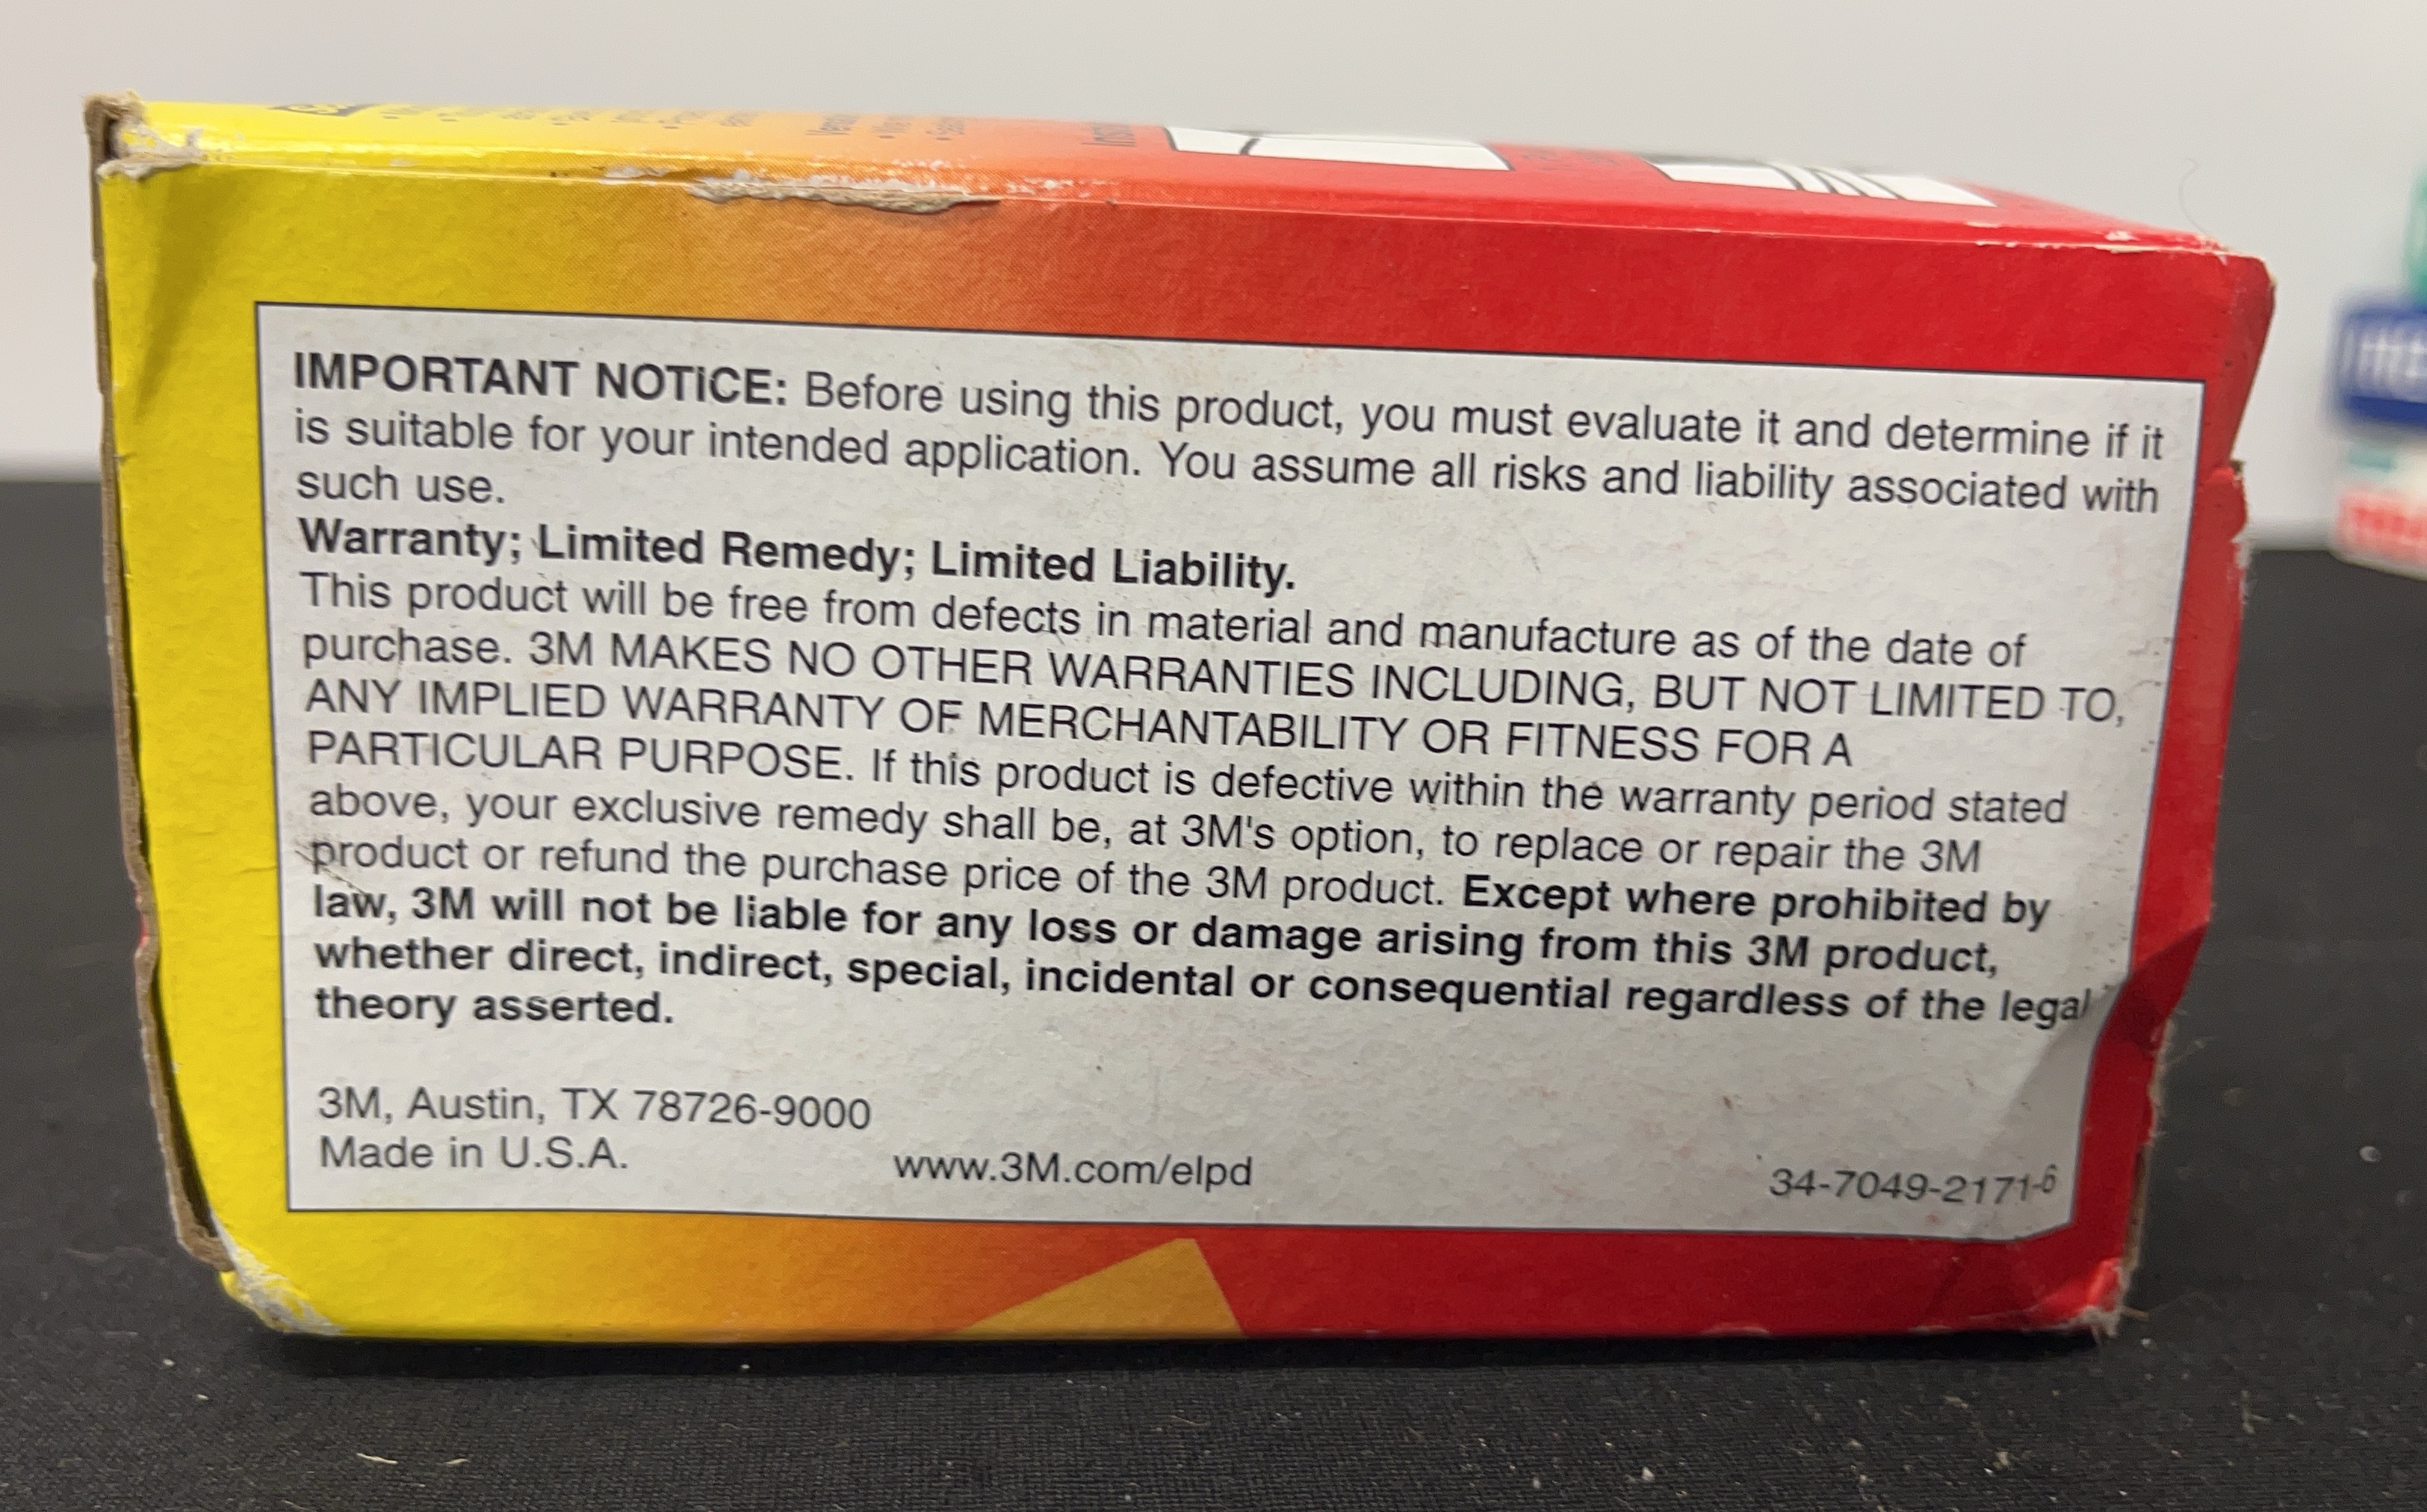 IMPORTANT NOTICE: Before using this product, you must evaluate it and determine if it
is suitable for your intended application. You assume all risks and liability associated with
such use.
Warranty; Limited Remedy; Limited Liability.
This product will be free from defects in material and manufacture as of the date of
purchase. 3M MAKES NO OTHER WARRANTIES INCLUDING, BUT NOT LIMITED TO,
ANY IMPLIED WARRANTY OF MERCHANTABILITY OR FITNESS FOR A
PARTICULAR PURPOSE. If this product is defective within the warranty period stated
above, your exclusive remedy shall be, at 3M's option, to replace or repair the 3M
product or refund the purchase price of the 3M product. Except where prohibited by
law, 3M will not be liable for any loss or damage arising from this 3M product,
whether direct, indirect, special, incidental or consequential regardless of the legal
theory asserted.
3M, Austin, TX 78726-9000
Made in U.S.A.
www.3M.com/elpd
34-7049-2171-6